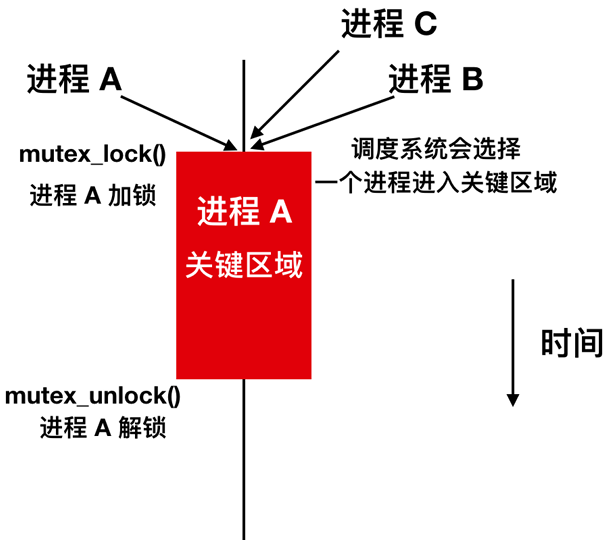 进程 C
进程 A
进程 B
mutex_lock()
进程 A 加锁
调度系统会选择
一个进程进入关键区域
进程 A
关键区域
时间
mutex_unlock()
进程 A 解锁